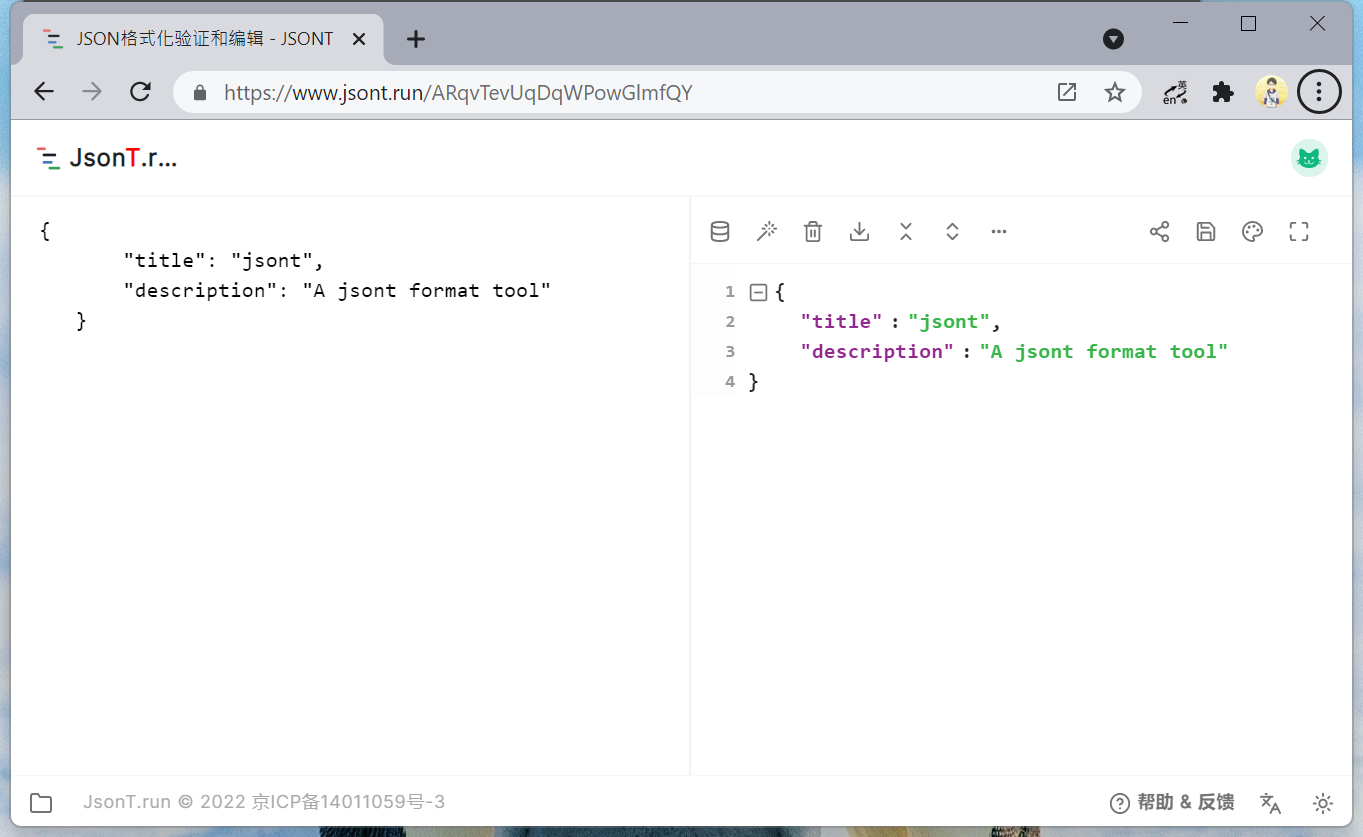 JSON格式化验证和编辑 - JSONT
https://www.jsont.run/ARqvTevUqDqWPowGlmfQY
英
en
JsonT.r...
{
"title": "jsont",
"description": "A jsont format tool"
}
1 {
2 "title" : "jsont",
3 "description" : "A jsont format tool"
4 }
JsonT.run © 2022 京ICP备14011059号-3
帮助 & 反馈